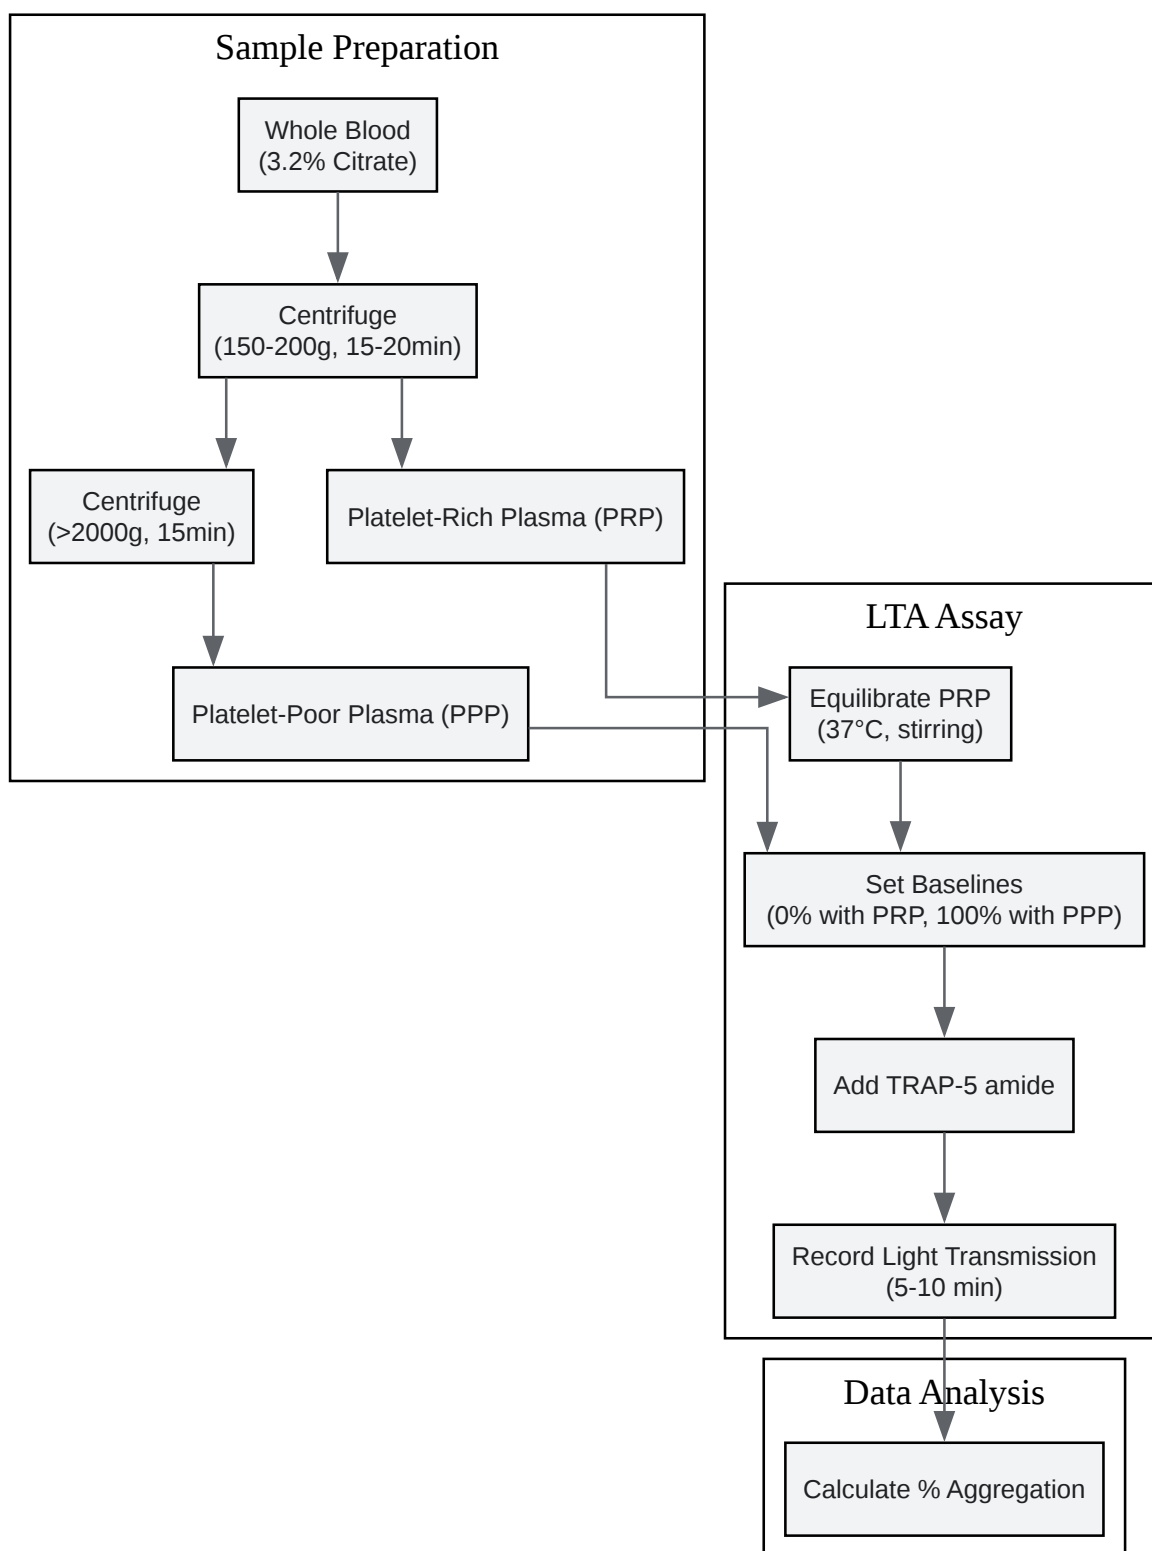 Sample Preparation
Whole Blood
(3.2% Citrate)
Centrifuge
(150-200g, 15-20min)
Centrifuge
(>2000g, 15min)
Platelet-Rich Plasma (PRP)
Platelet-Poor Plasma (PPP)
LTA Assay
Equilibrate PRP
(37°C, stirring)
Set Baselines
(0% with PRP, 100% with PPP)
Add TRAP-5 amide
Record Light Transmission
(5-10 min)
Data Analysis
Calculate % Aggregation